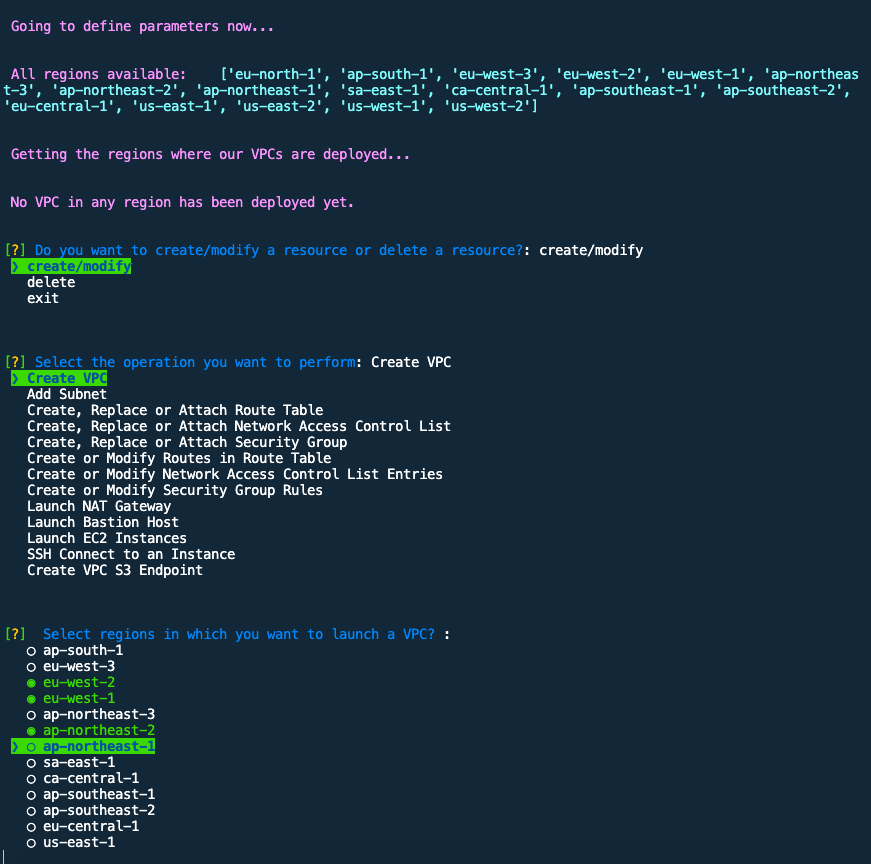 Going to define parameters now...
All regions available:    ['eu-north-1', 'ap-south-1', 'eu-west-3', 'eu-west-2', 'eu-west-1', 'ap-northeas
t-3', 'ap-northeast-2', 'ap-northeast-1', 'sa-east-1', 'ca-central-1', 'ap-southeast-1', 'ap-southeast-2',
'eu-central-1', 'us-east-1', 'us-east-2', 'us-west-1', 'us-west-2']
Getting the regions where our VPCs are deployed...
No VPC in any region has been deployed yet.
[?] Do you want to create/modify a resource or delete a resource?: create/modify
❯ create/modify
delete
exit
[?] Select the operation you want to perform: Create VPC
❯ Create VPC
Add Subnet
Create, Replace or Attach Route Table
Create, Replace or Attach Network Access Control List
Create, Replace or Attach Security Group
Create or Modify Routes in Route Table
Create or Modify Network Access Control List Entries
Create or Modify Security Group Rules
Launch NAT Gateway
Launch Bastion Host
Launch EC2 Instances
SSH Connect to an Instance
Create VPC S3 Endpoint
[?]  Select regions in which you want to launch a VPC? :
○ ap-south-1
○ eu-west-3
◉ eu-west-2
◉ eu-west-1
○ ap-northeast-3
◉ ap-northeast-2
❯ ○ ap-northeast-1
○ sa-east-1
○ ca-central-1
○ ap-southeast-1
○ ap-southeast-2
○ eu-central-1
○ us-east-1